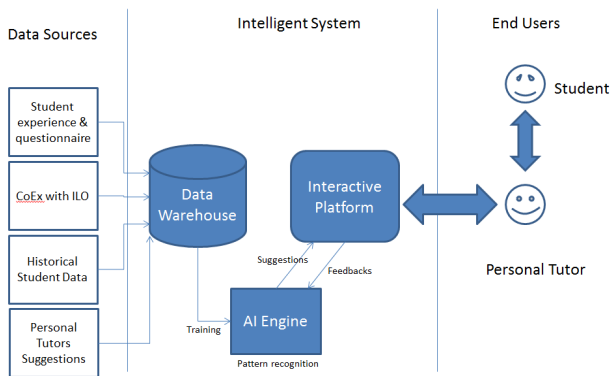 Data Sources
Intelligent System
End Users
Student
experience &
questionnaire
CoEx with ILO
Historical
Student Data
Personal
Tutors
Suggestions
Data
Warehouse
Interactive
Platform
Suggestions
Feedbacks
Training
AI Engine
Pattern recognition
Student
Personal Tutor